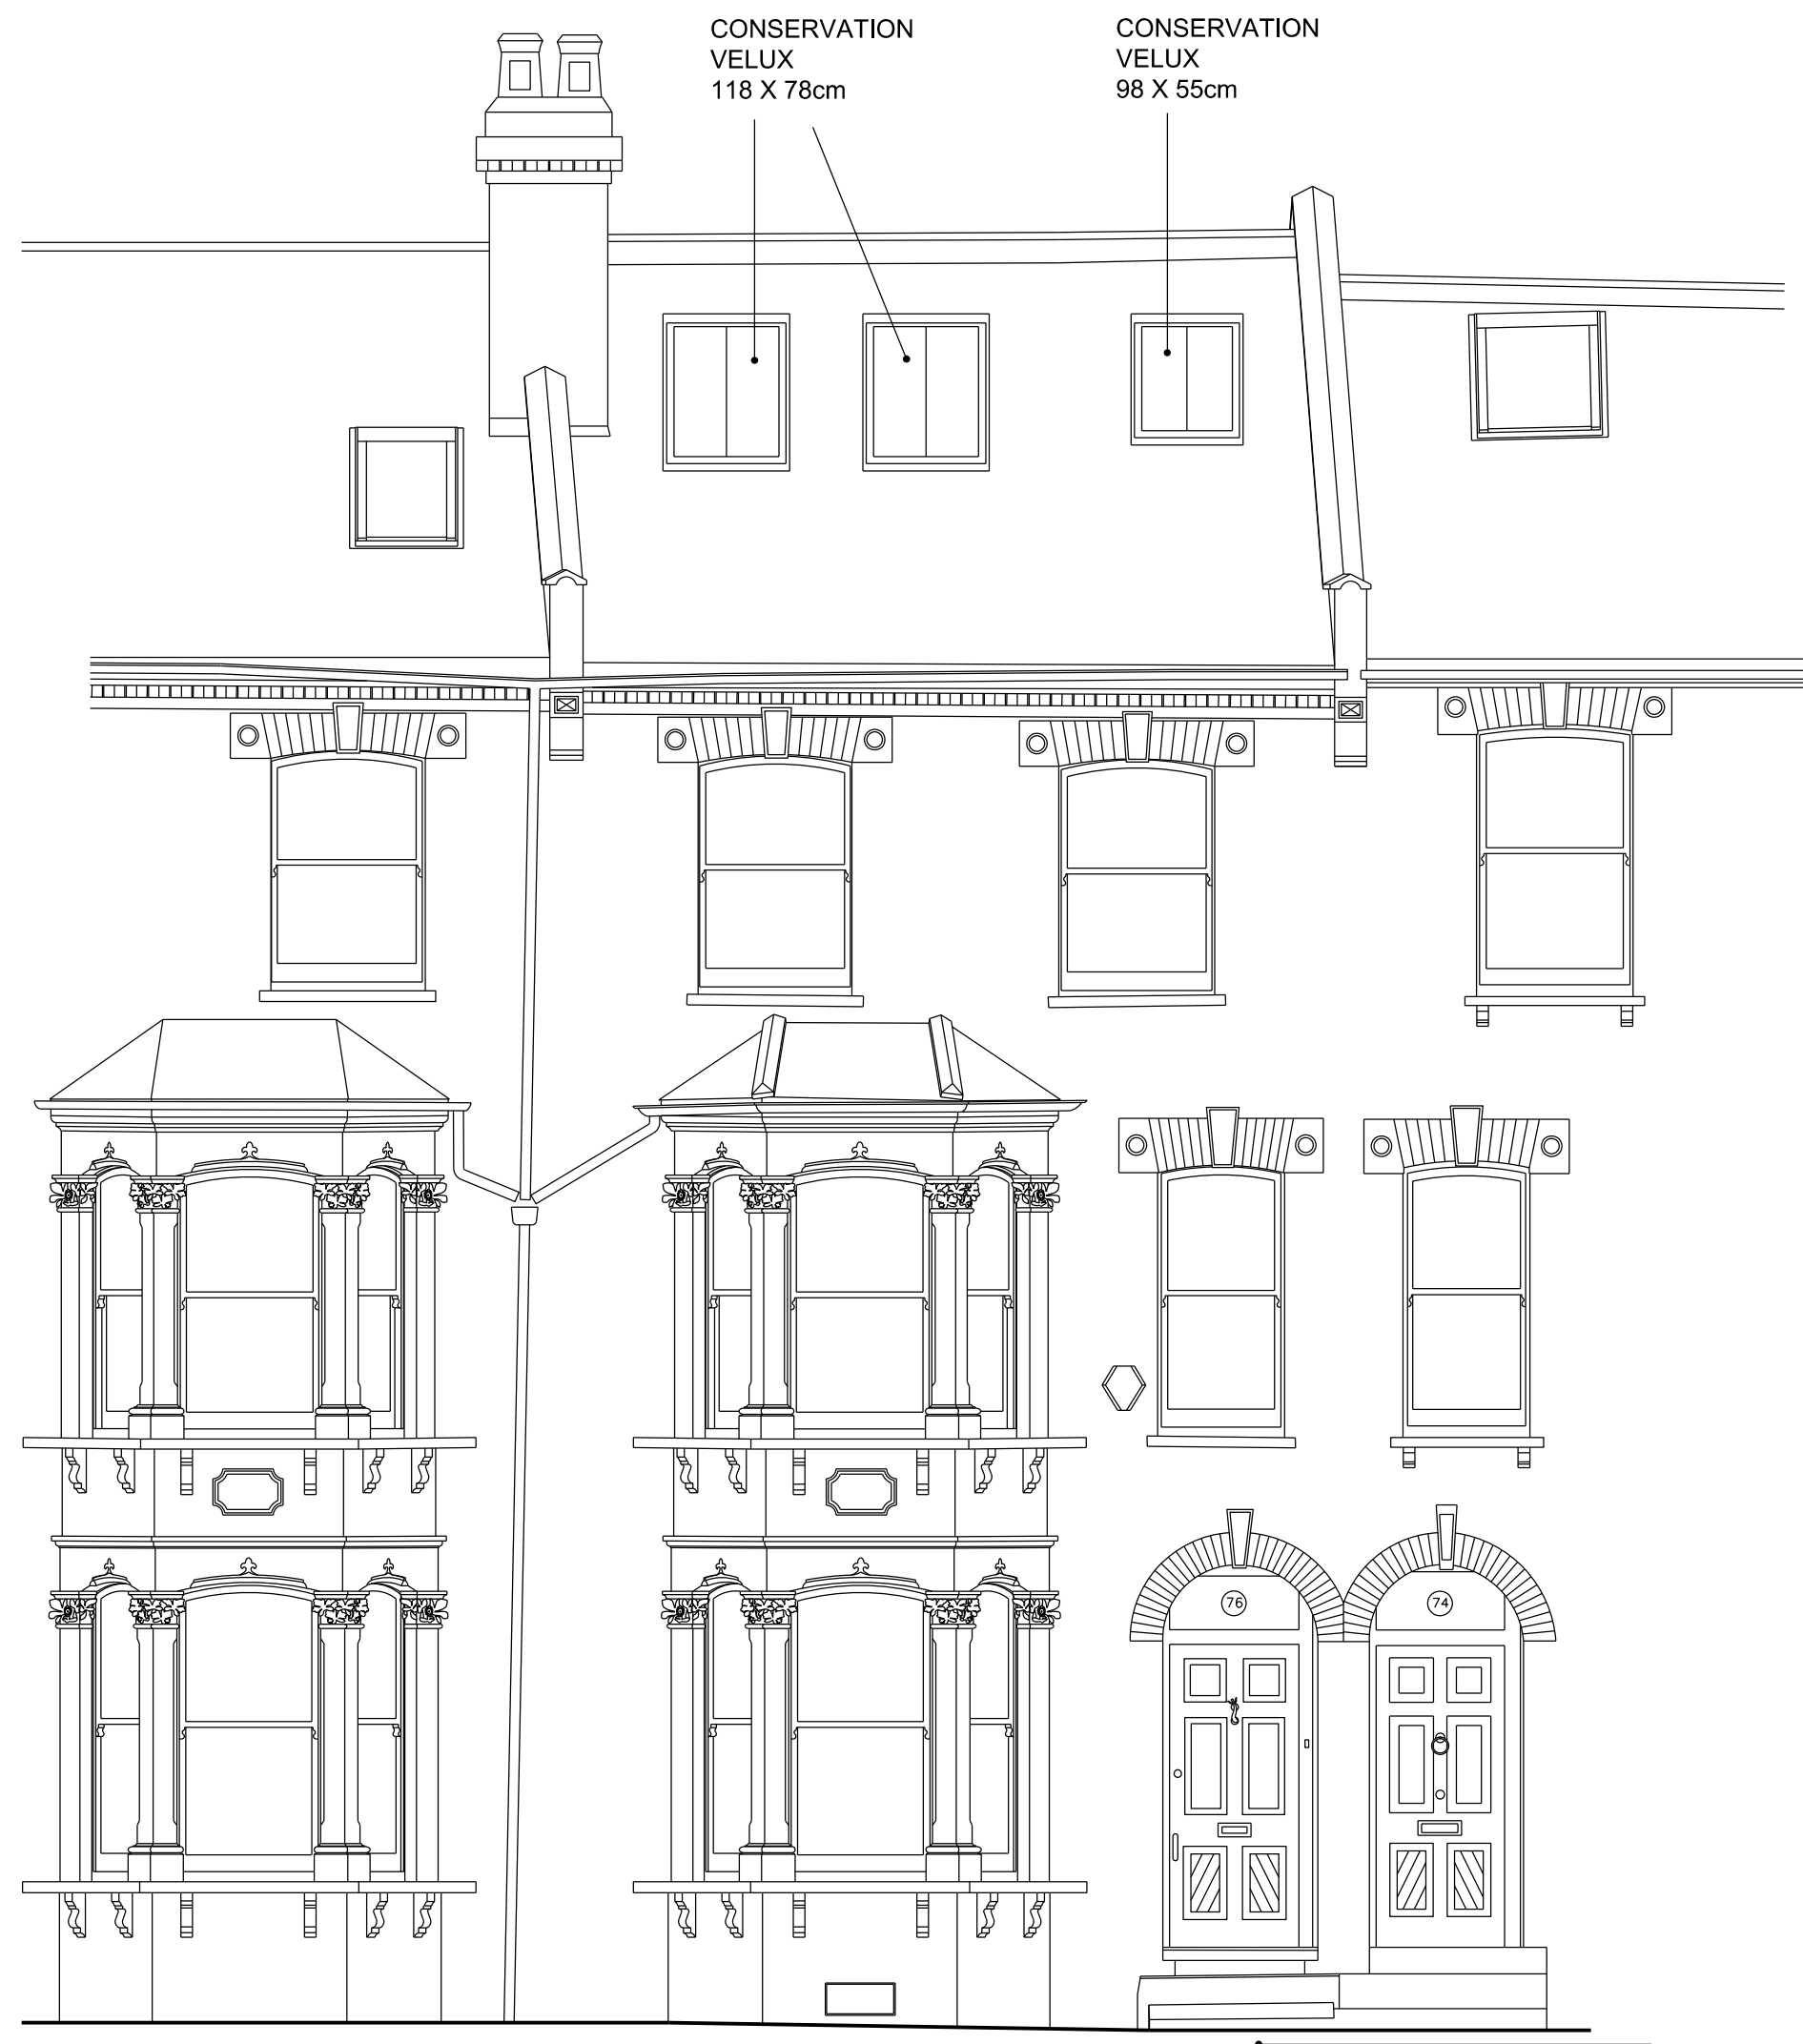 CONSERVATION
VELUX
118 X 78cm
CONSERVATION
VELUX
98 X 55cm
76
74